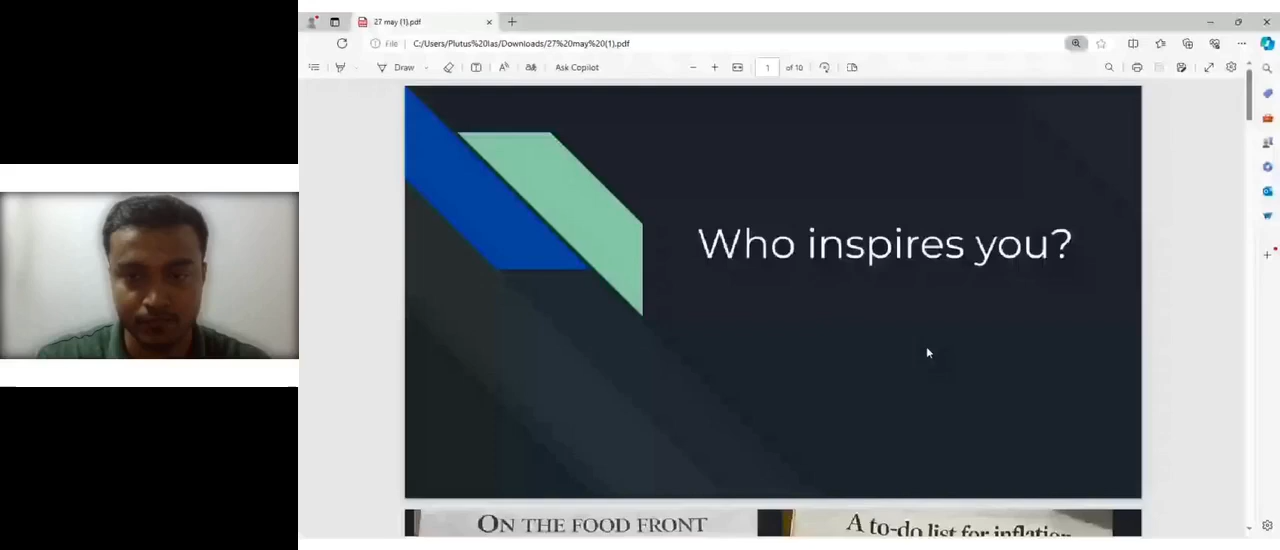 27 may (1).pdf
File
C:/Users/Plutus%20Ias/Downloads/27%20may%20(1).pdf
Draw
Ask Copilot
1
of 10
Who inspires you?
ON THE FOOD FRONT
A to-do list for inflation